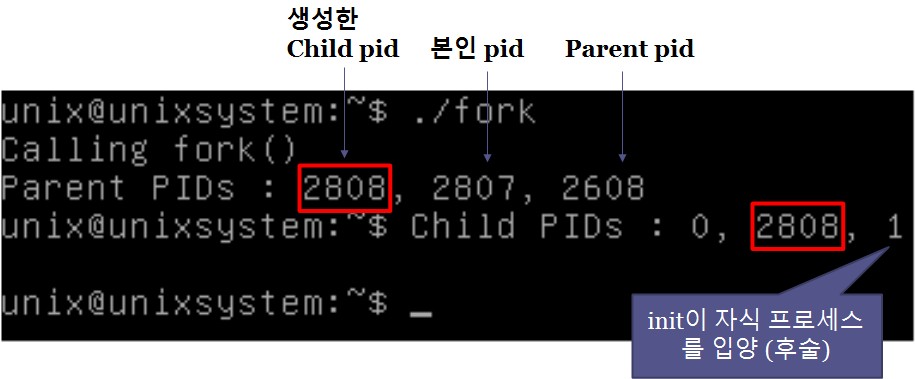 생성한
Child pid
본인 pid
Parent pid
unix@unixsystem:~$ ./fork
Calling fork()
Parent PIDs : 2808, 2807, 2608
unix@unixsystem:~$ Child PIDs : 0, 2808, 1
unix@unixsystem:~$ _
init이 자식 프로세스
를 입양 (후술)